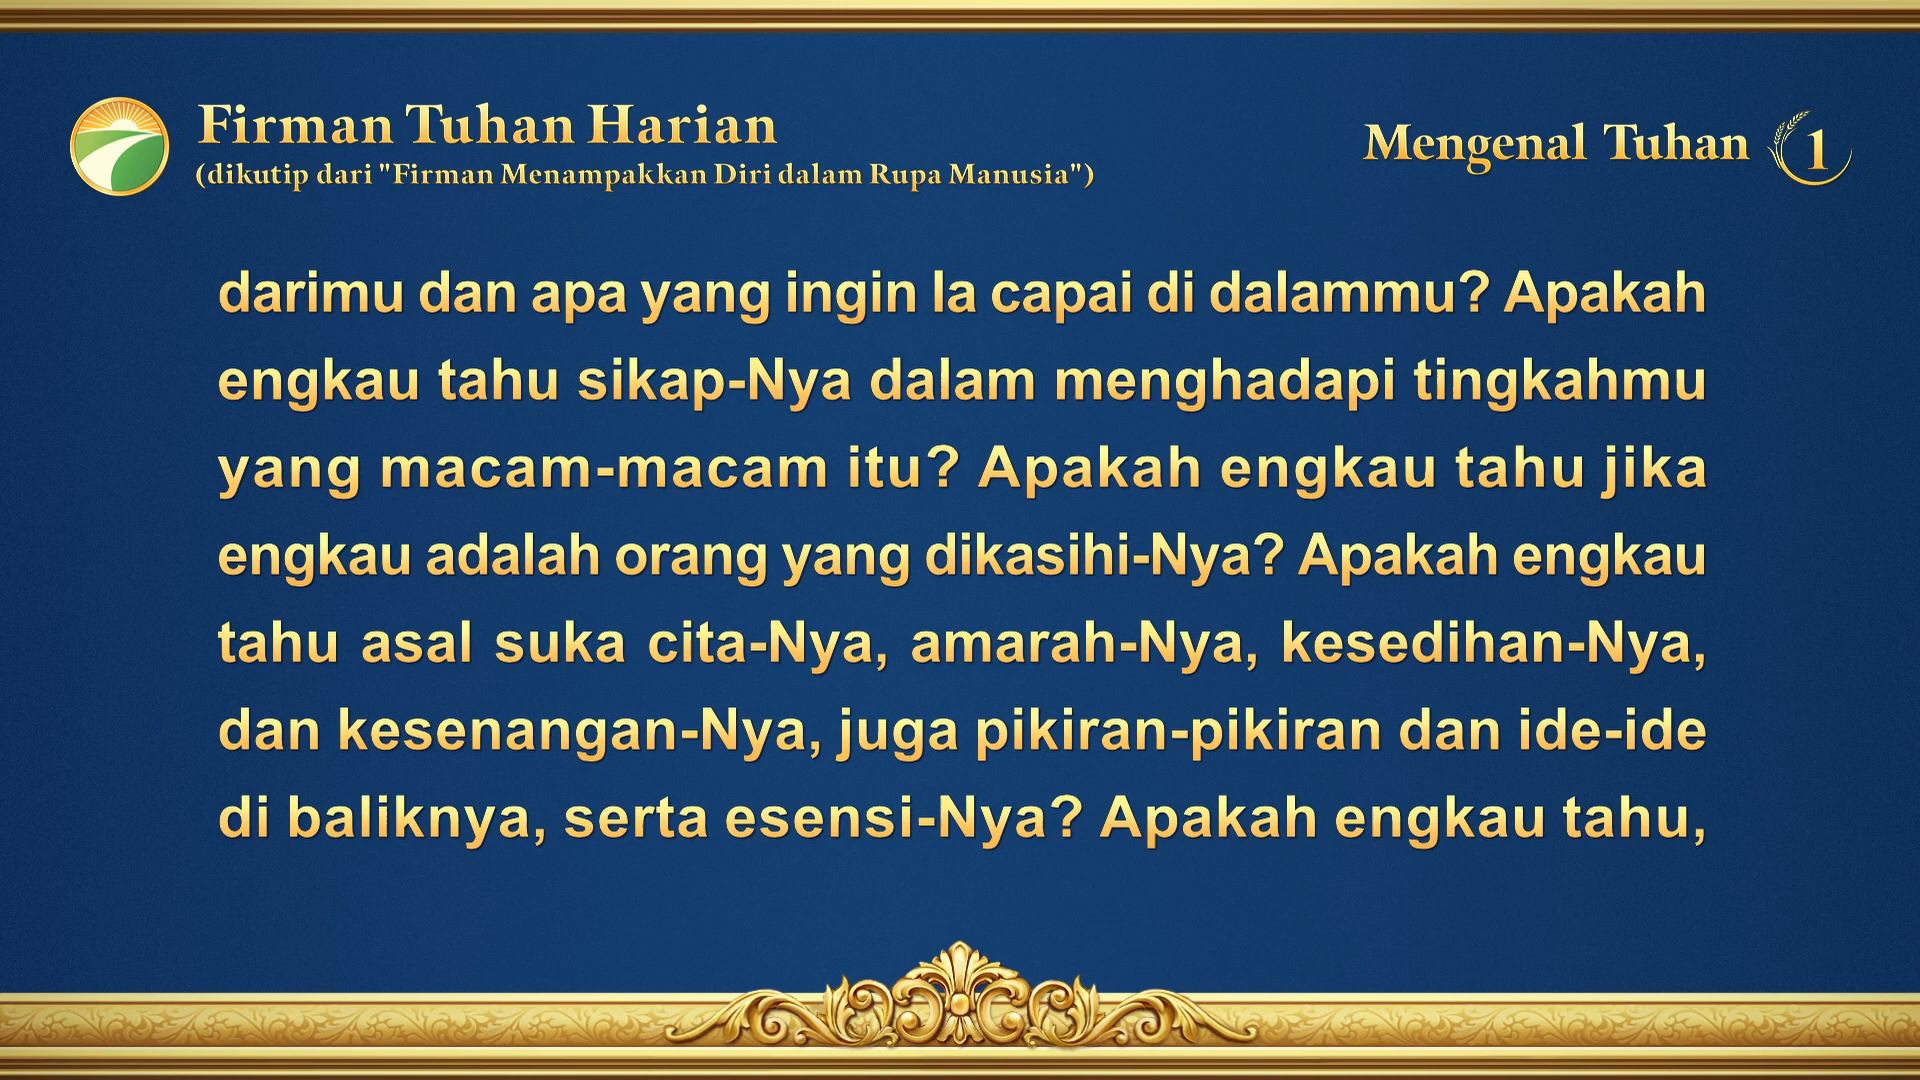 Firman Tuhan Harian
(dikutip dari "Firman Menampakkan Diri dalam Rupa Manusia")
Mengenal Tuhan 1
darimu dan apa yang ingin Ia capai di dalammu? Apakah
engkau tahu sikap-Nya dalam menghadapi tingkahmu
yang macam-macam itu? Apakah engkau tahu jika
engkau adalah orang yang dikasihi-Nya? Apakah engkau
tahu asal suka cita-Nya, amarah-Nya, kesedihan-Nya,
dan kesenangan-Nya, juga pikiran-pikiran dan ide-ide
di baliknya, serta esensi-Nya? Apakah engkau tahu,